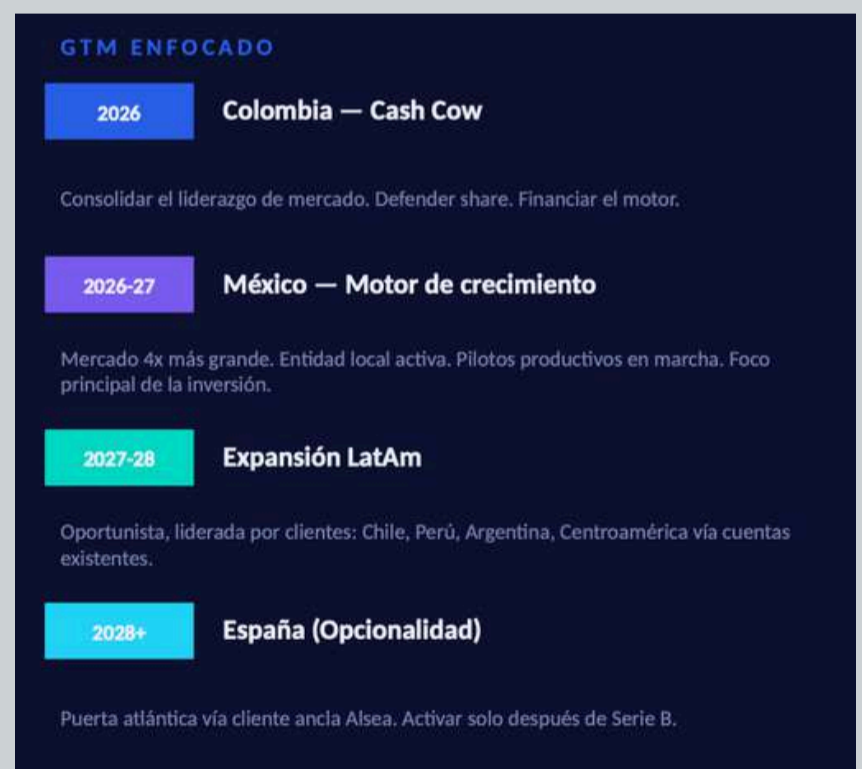 GTM ENFOCADO
2026
Colombia — Cash Cow
Consolidar el liderazgo de mercado. Defender share. Financiar el motor.
2026-27
México — Motor de crecimiento
Mercado 4x más grande. Entidad local activa. Pilotos productivos en marcha. Foco
principal de la inversión.
2027-28
Expansión LatAm
Oportunista, liderada por clientes: Chile, Perú, Argentina, Centroamérica vía cuentas
existentes.
2028+
España (Opcionalidad)
Puerta atlántica vía cliente ancla Alsea. Activar solo después de Serie B.